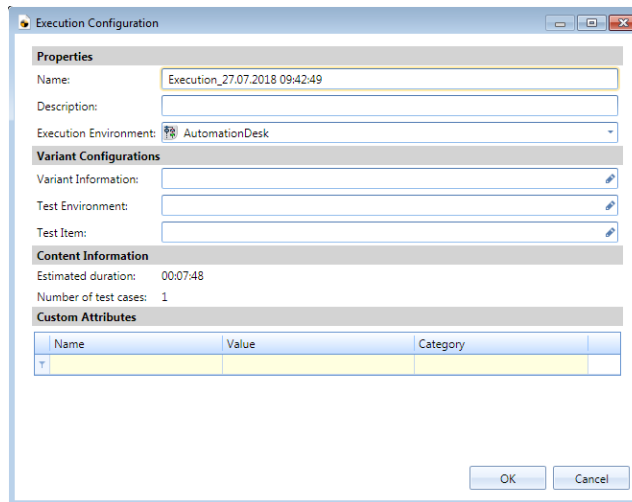 Execution Configuration
Properties
Name: Execution_27.07.2018 09:42:49
Description:
Execution Environment: AutomationDesk
Variant Configurations
Variant Information:
Test Environment:
Test Item:
Content Information
Estimated duration: 00:07:48
Number of test cases: 1
Custom Attributes
Name Value Category
OK Cancel